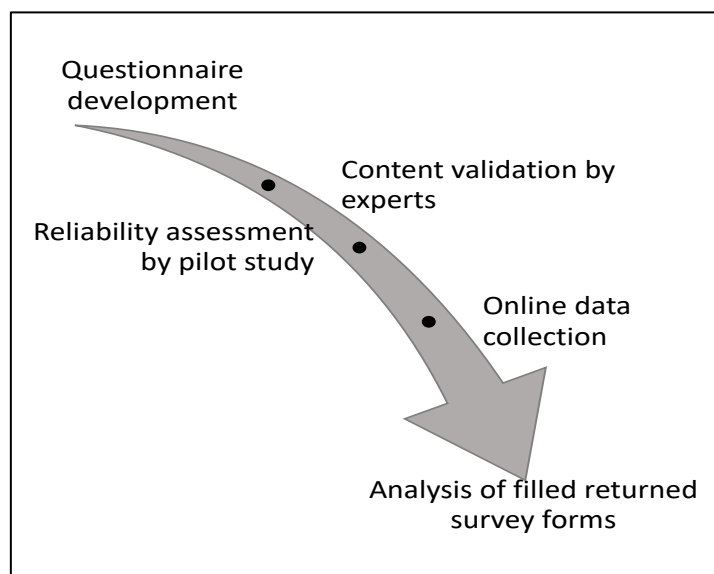 Questionnaire
development
Content validation by
experts
Reliability assessment
by pilot study
Online data
collection
Analysis of filled returned
survey forms